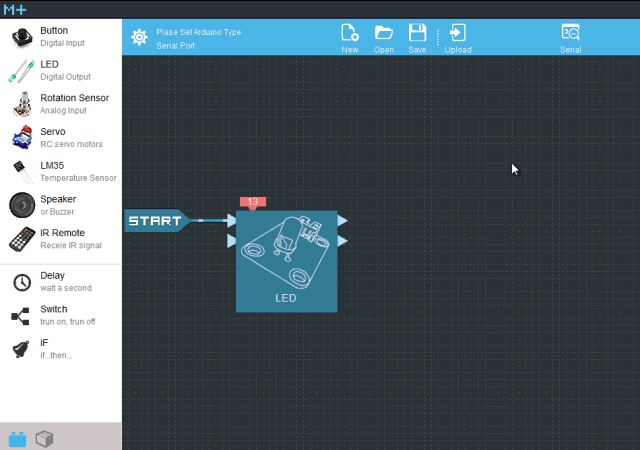 M+
Button
Digital Input
LED
Digital Output
Rotation Sensor
Analog Input
Servo
RC servo motors
LM35
Temperature Sensor
Speaker
or Buzzer
IR Remote
Receie IR signal
Delay
wait a second
Switch
trun on, trun off
IF
if..then...
Plase Set Arduino Type
Serial Port
New
Open
Save
Upload
Serial
13
START
LED